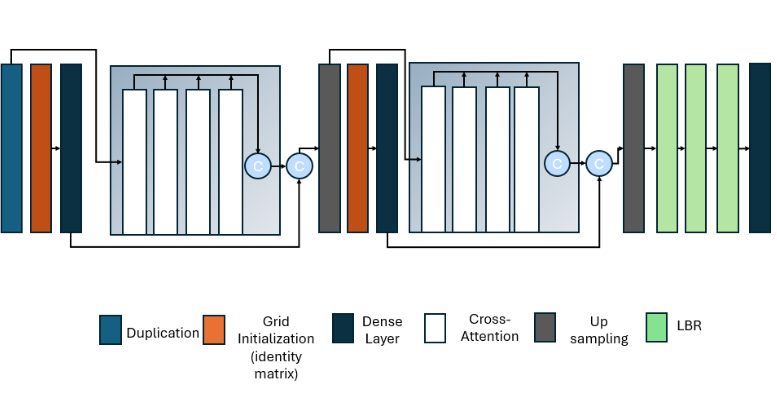 C
C
C
C
Duplication
Grid
Initialization
(identity
matrix)
Dense
Layer
Cross-
Attention
Up
sampling
LBR